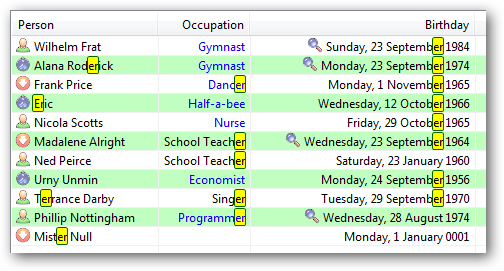 Person Occupation Birthday
Wilhelm Frat Gymnast Sunday, 23 September 1984
Alana Roderick Gymnast Monday, 23 September 1974
Frank Price Dancer Monday, 1 November 1965
Eric Half-a-bee Wednesday, 12 October 1966
Nicola Scotts Nurse Friday, 29 October 1965
Madalene Alright School Teacher Wednesday, 23 September 1964
Ned Peirce School Teacher Saturday, 23 January 1960
Urny Unmin Economist Monday, 24 September 1956
Terrance Darby Singer Tuesday, 29 September 1970
Phillip Nottingham Programmer Wednesday, 28 August 1974
Mister Null Monday, 1 January 0001